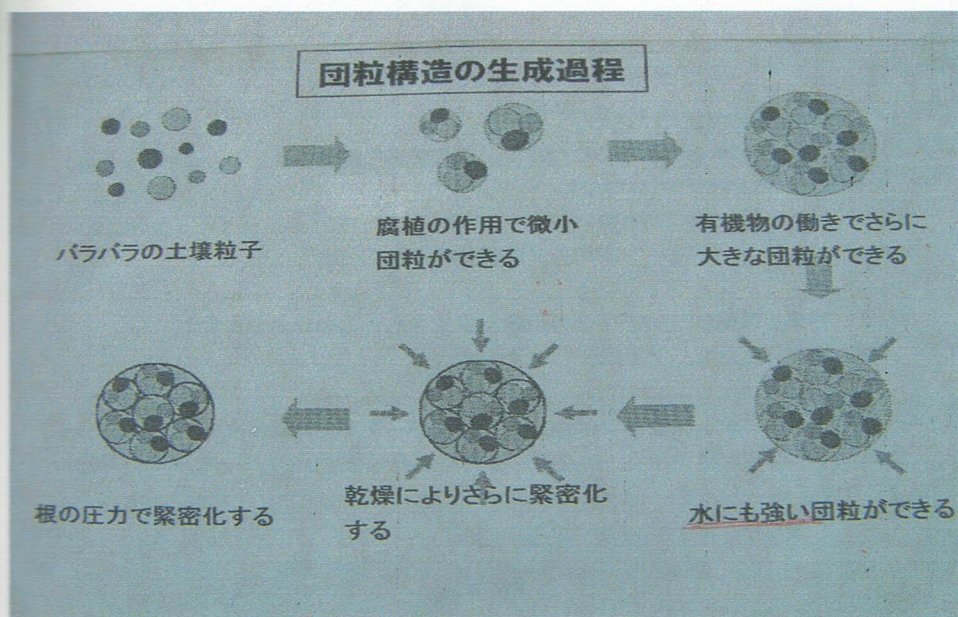 団粒構造の生成過程
バラバラの土壌粒子
腐植の作用で微小
団粒ができる
有機物の働きでさらに
大きな団粒ができる
水にも強い団粒ができる
乾燥によりさらに緊密化
する
根の圧力で緊密化する